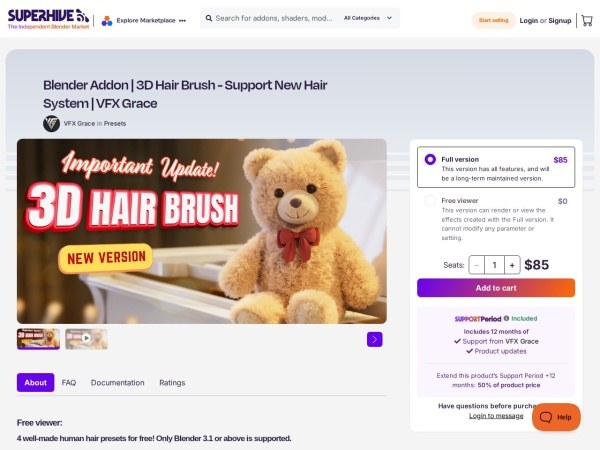 SUPERHIVE
The Independent Blender Market
Explore Marketplace •••
Search for addons, shaders, mod...
All Categories
Start selling
Login or Signup
Blender Addon | 3D Hair Brush - Support New Hair
System | VFX Grace
VFX Grace in Presets
Important Update!
3D HAIR BRUSH
NEW VERSION
Full version $85
This version has all features, and will
be a long-term maintained version.
Free viewer $0
This version can render or view the
effects created with the Full version. It
cannot modify any parameter or
setting.
Seats: − 1 + $85
Add to cart
SUPPORTPeriod Included
Includes 12 months of
Support from VFX Grace
Product updates
Extend this product's Support Period +12
months: 50% of product price
Have questions before purcha
Login to message
Help
About FAQ Documentation Ratings
Free viewer:
4 well-made human hair presets for free! Only Blender 3.1 or above is supported.